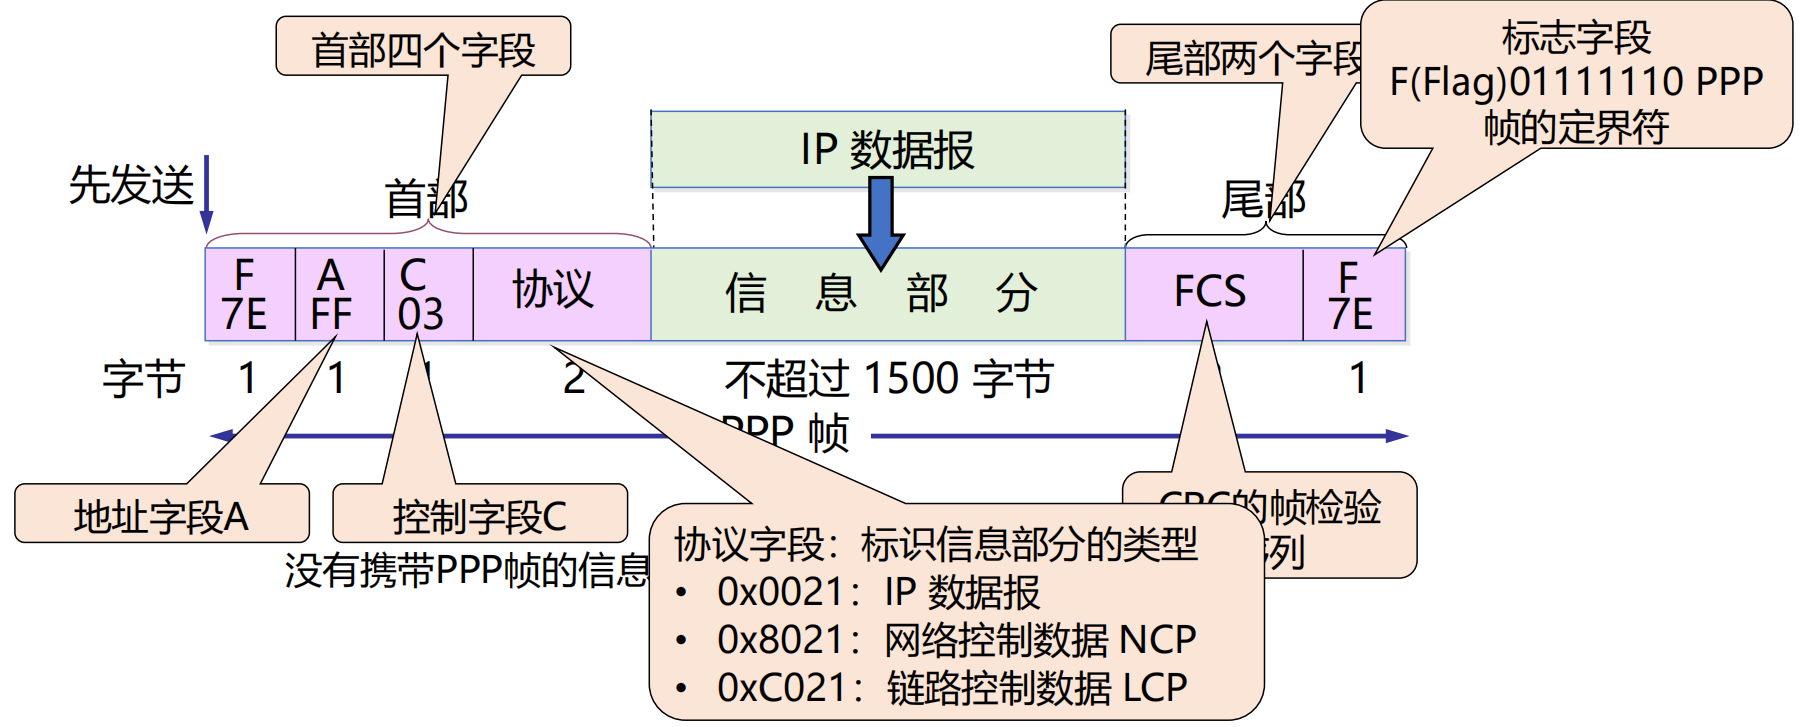 首部四个字段
尾部两个字段
标志字段
F(Flag)01111110 PPP
帧的定界符
IP 数据报
先发送
首部
尾部
F A C 协议 信 息 部 分 FCS F
7E FF 03 7E
字节 1 1 2 不超过 1500 字节 1
PPP 帧
地址字段A
控制字段C
没有携带PPP帧的信息
的帧检验
列
协议字段：标识信息部分的类型
• 0x0021：IP 数据报
• 0x8021：网络控制数据 NCP
• 0xC021：链路控制数据 LCP